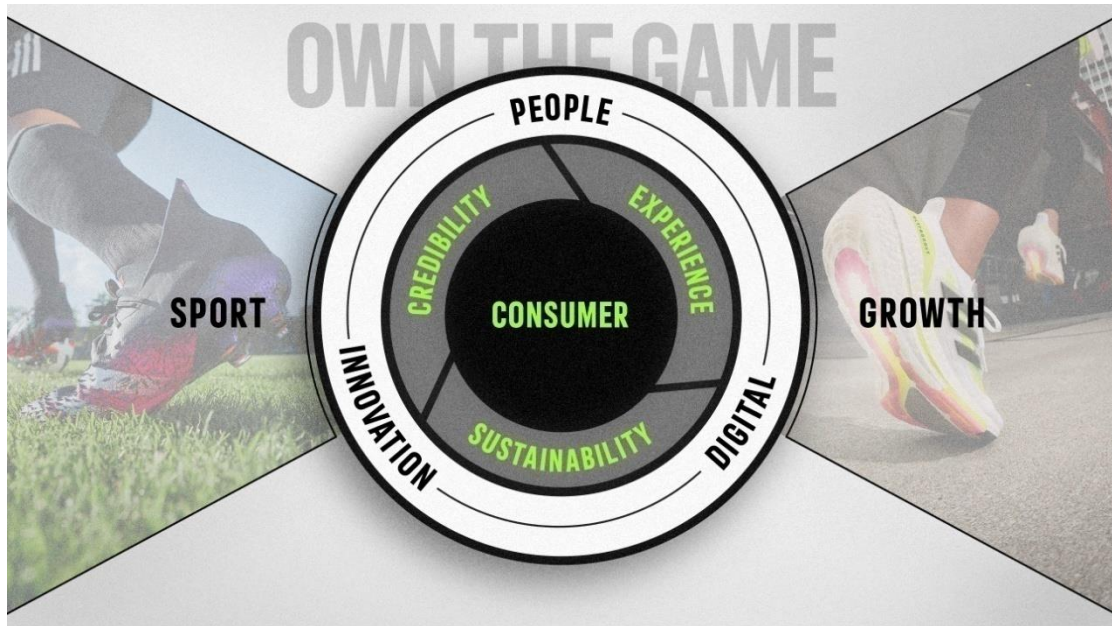 OWN THE GAME
PEOPLE
CREDIBILITY
EXPERIENCE
SPORT
CONSUMER
GROWTH
INNOVATION
SUSTAINABILITY
DIGITAL